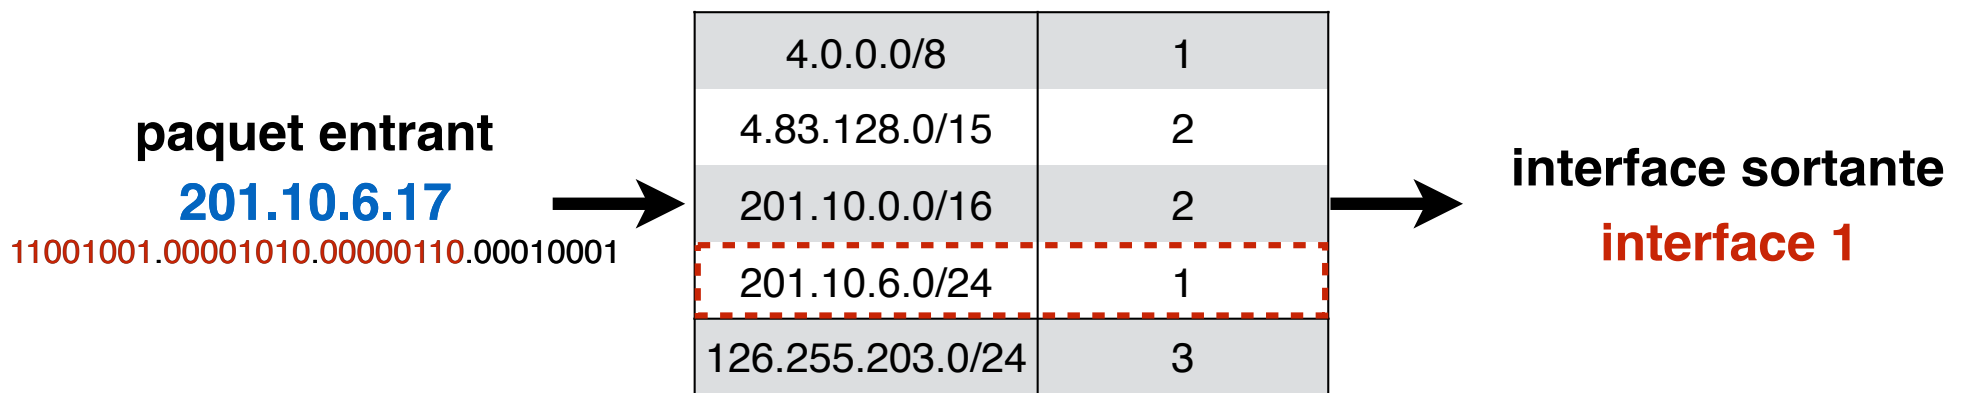 paquet entrant
201.10.6.17
11001001.00001010.00000110.00010001
4.0.0.0/8 1
4.83.128.0/15 2
201.10.0.0/16 2
201.10.6.0/24 1
126.255.203.0/24 3
interface sortante
interface 1